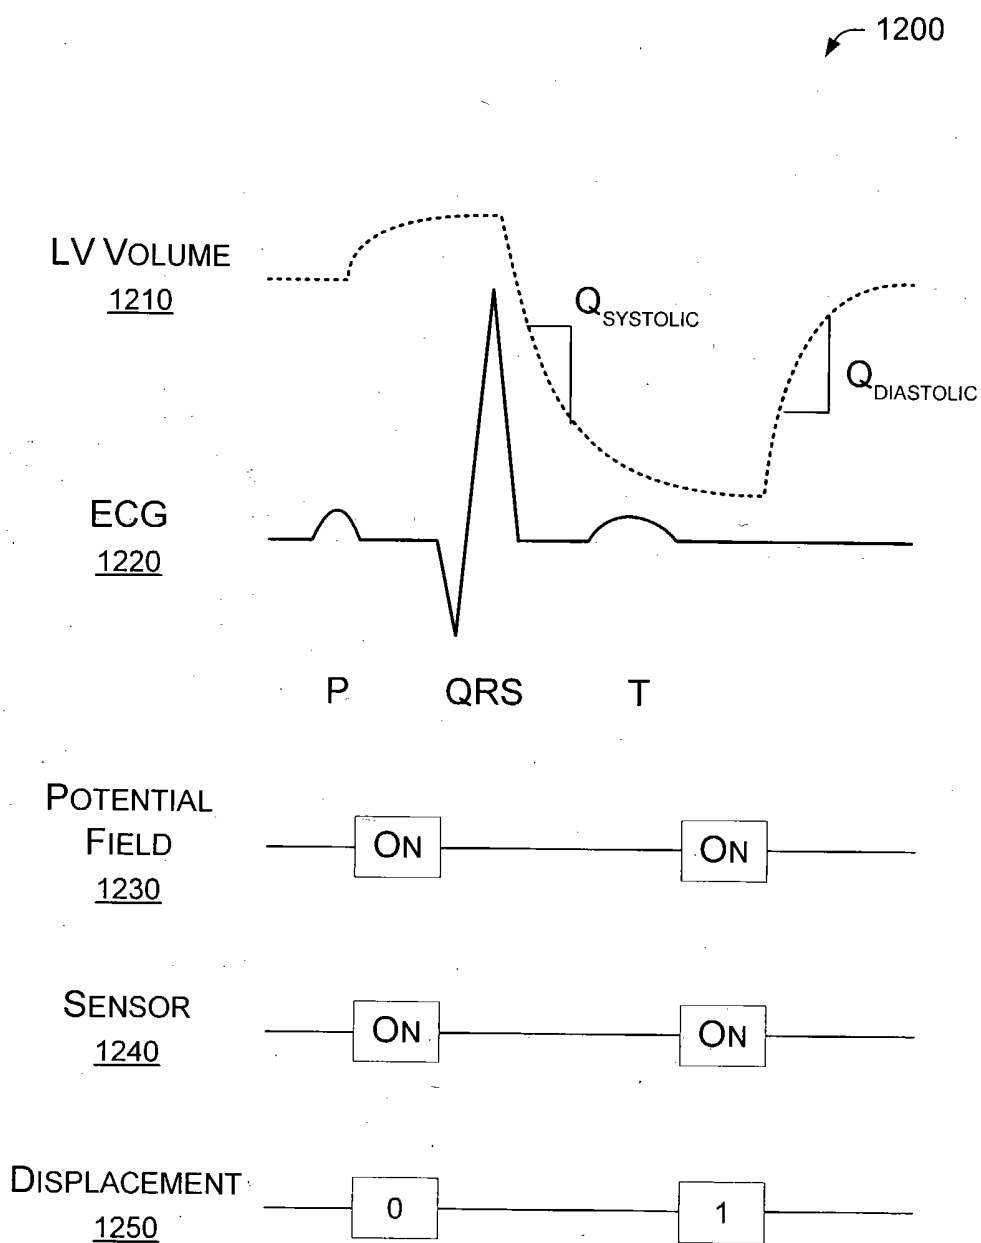 1200
LV VOLUME
1210
QSYSTOLIC
QDIASTOLIC
ECG
1220
P QRS T
POTENTIAL
FIELD
1230
ON ON
SENSOR
1240
ON ON
DISPLACEMENT
1250
0 1